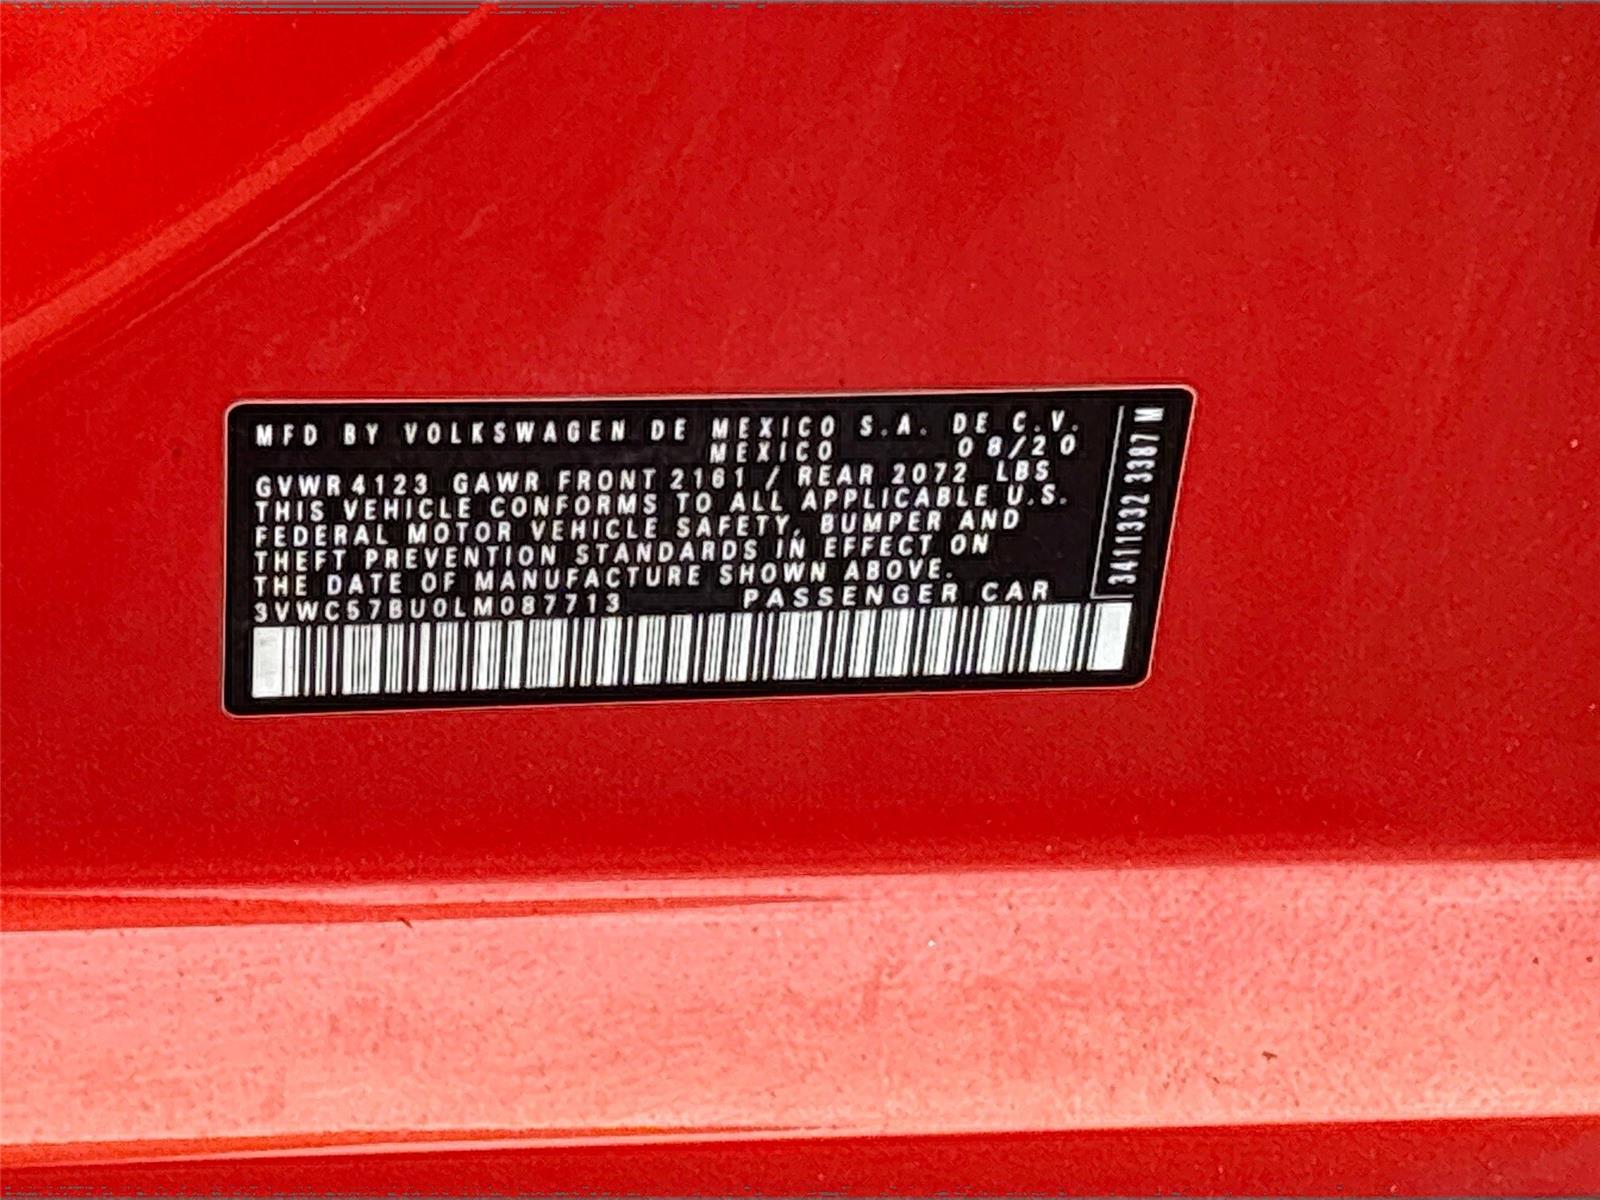 MFD BY VOLKSWAGEN DE MEXICO S.A. DE C.V.
MEXICO 08/20
GVWR 4123 GAWR FRONT 2161 / REAR 2072 LBS
THIS VEHICLE CONFORMS TO ALL APPLICABLE U.S.
FEDERAL MOTOR VEHICLE SAFETY, BUMPER AND
THEFT PREVENTION STANDARDS IN EFFECT ON
THE DATE OF MANUFACTURE SHOWN ABOVE.
3VWC57BU0LM087713 PASSENGER CAR
3411332 3387 M